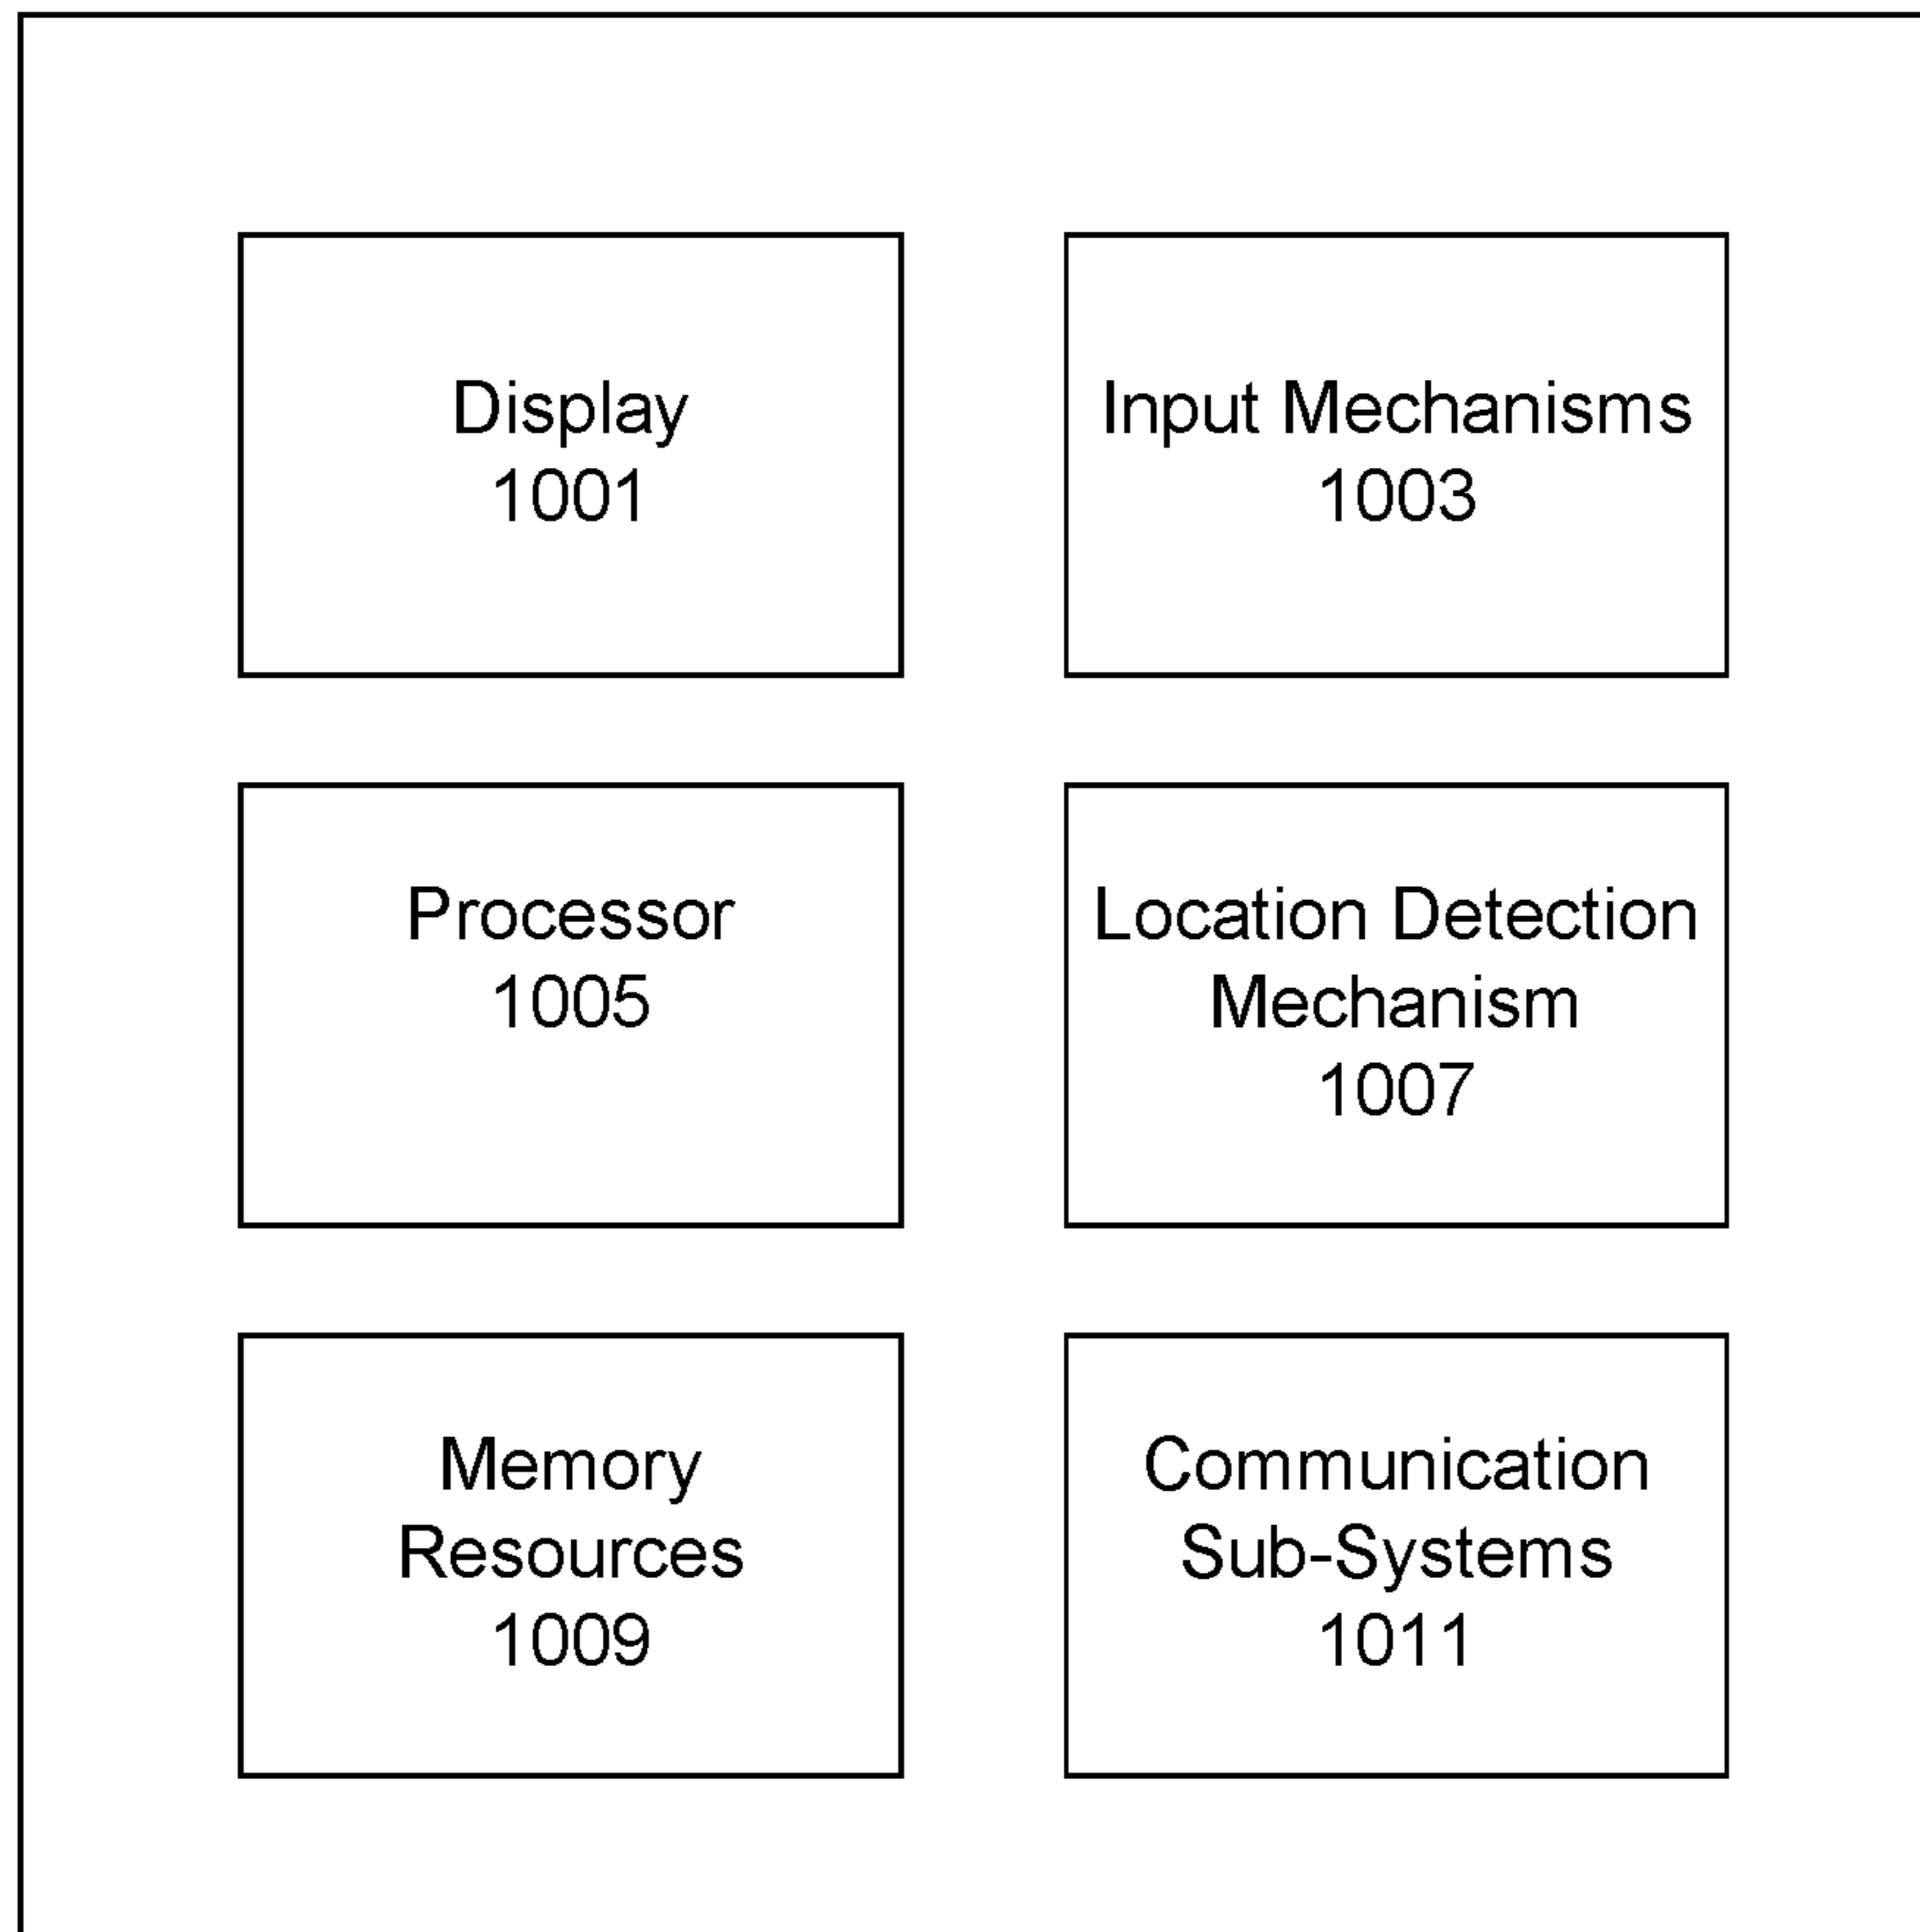 Display
1001
Input Mechanisms
1003
Processor
1005
Location Detection
Mechanism
1007
Memory
Resources
1009
Communication
Sub-Systems
1011